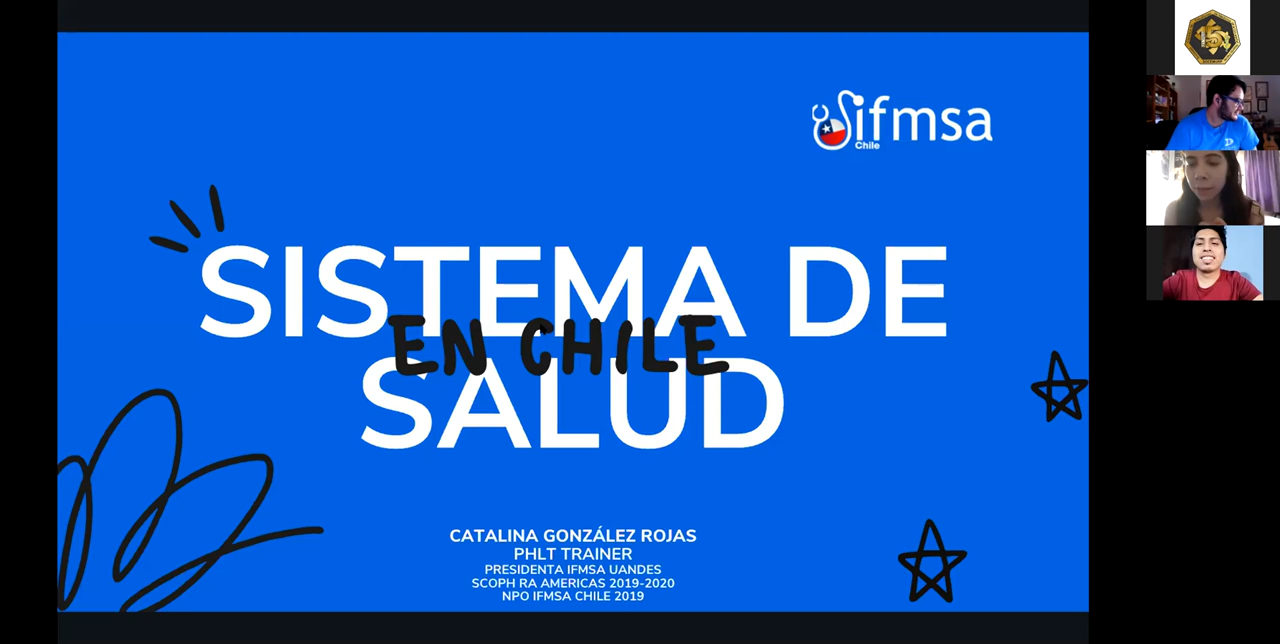 ifmsa
Chile
SISTEMA DE
EN CHILE
SALUD
CATALINA GONZÁLEZ ROJAS
PHLT TRAINER
PRESIDENTA IFMSA UANDES
SCOPH RA AMERICAS 2019-2020
NPO IFMSA CHILE 2019